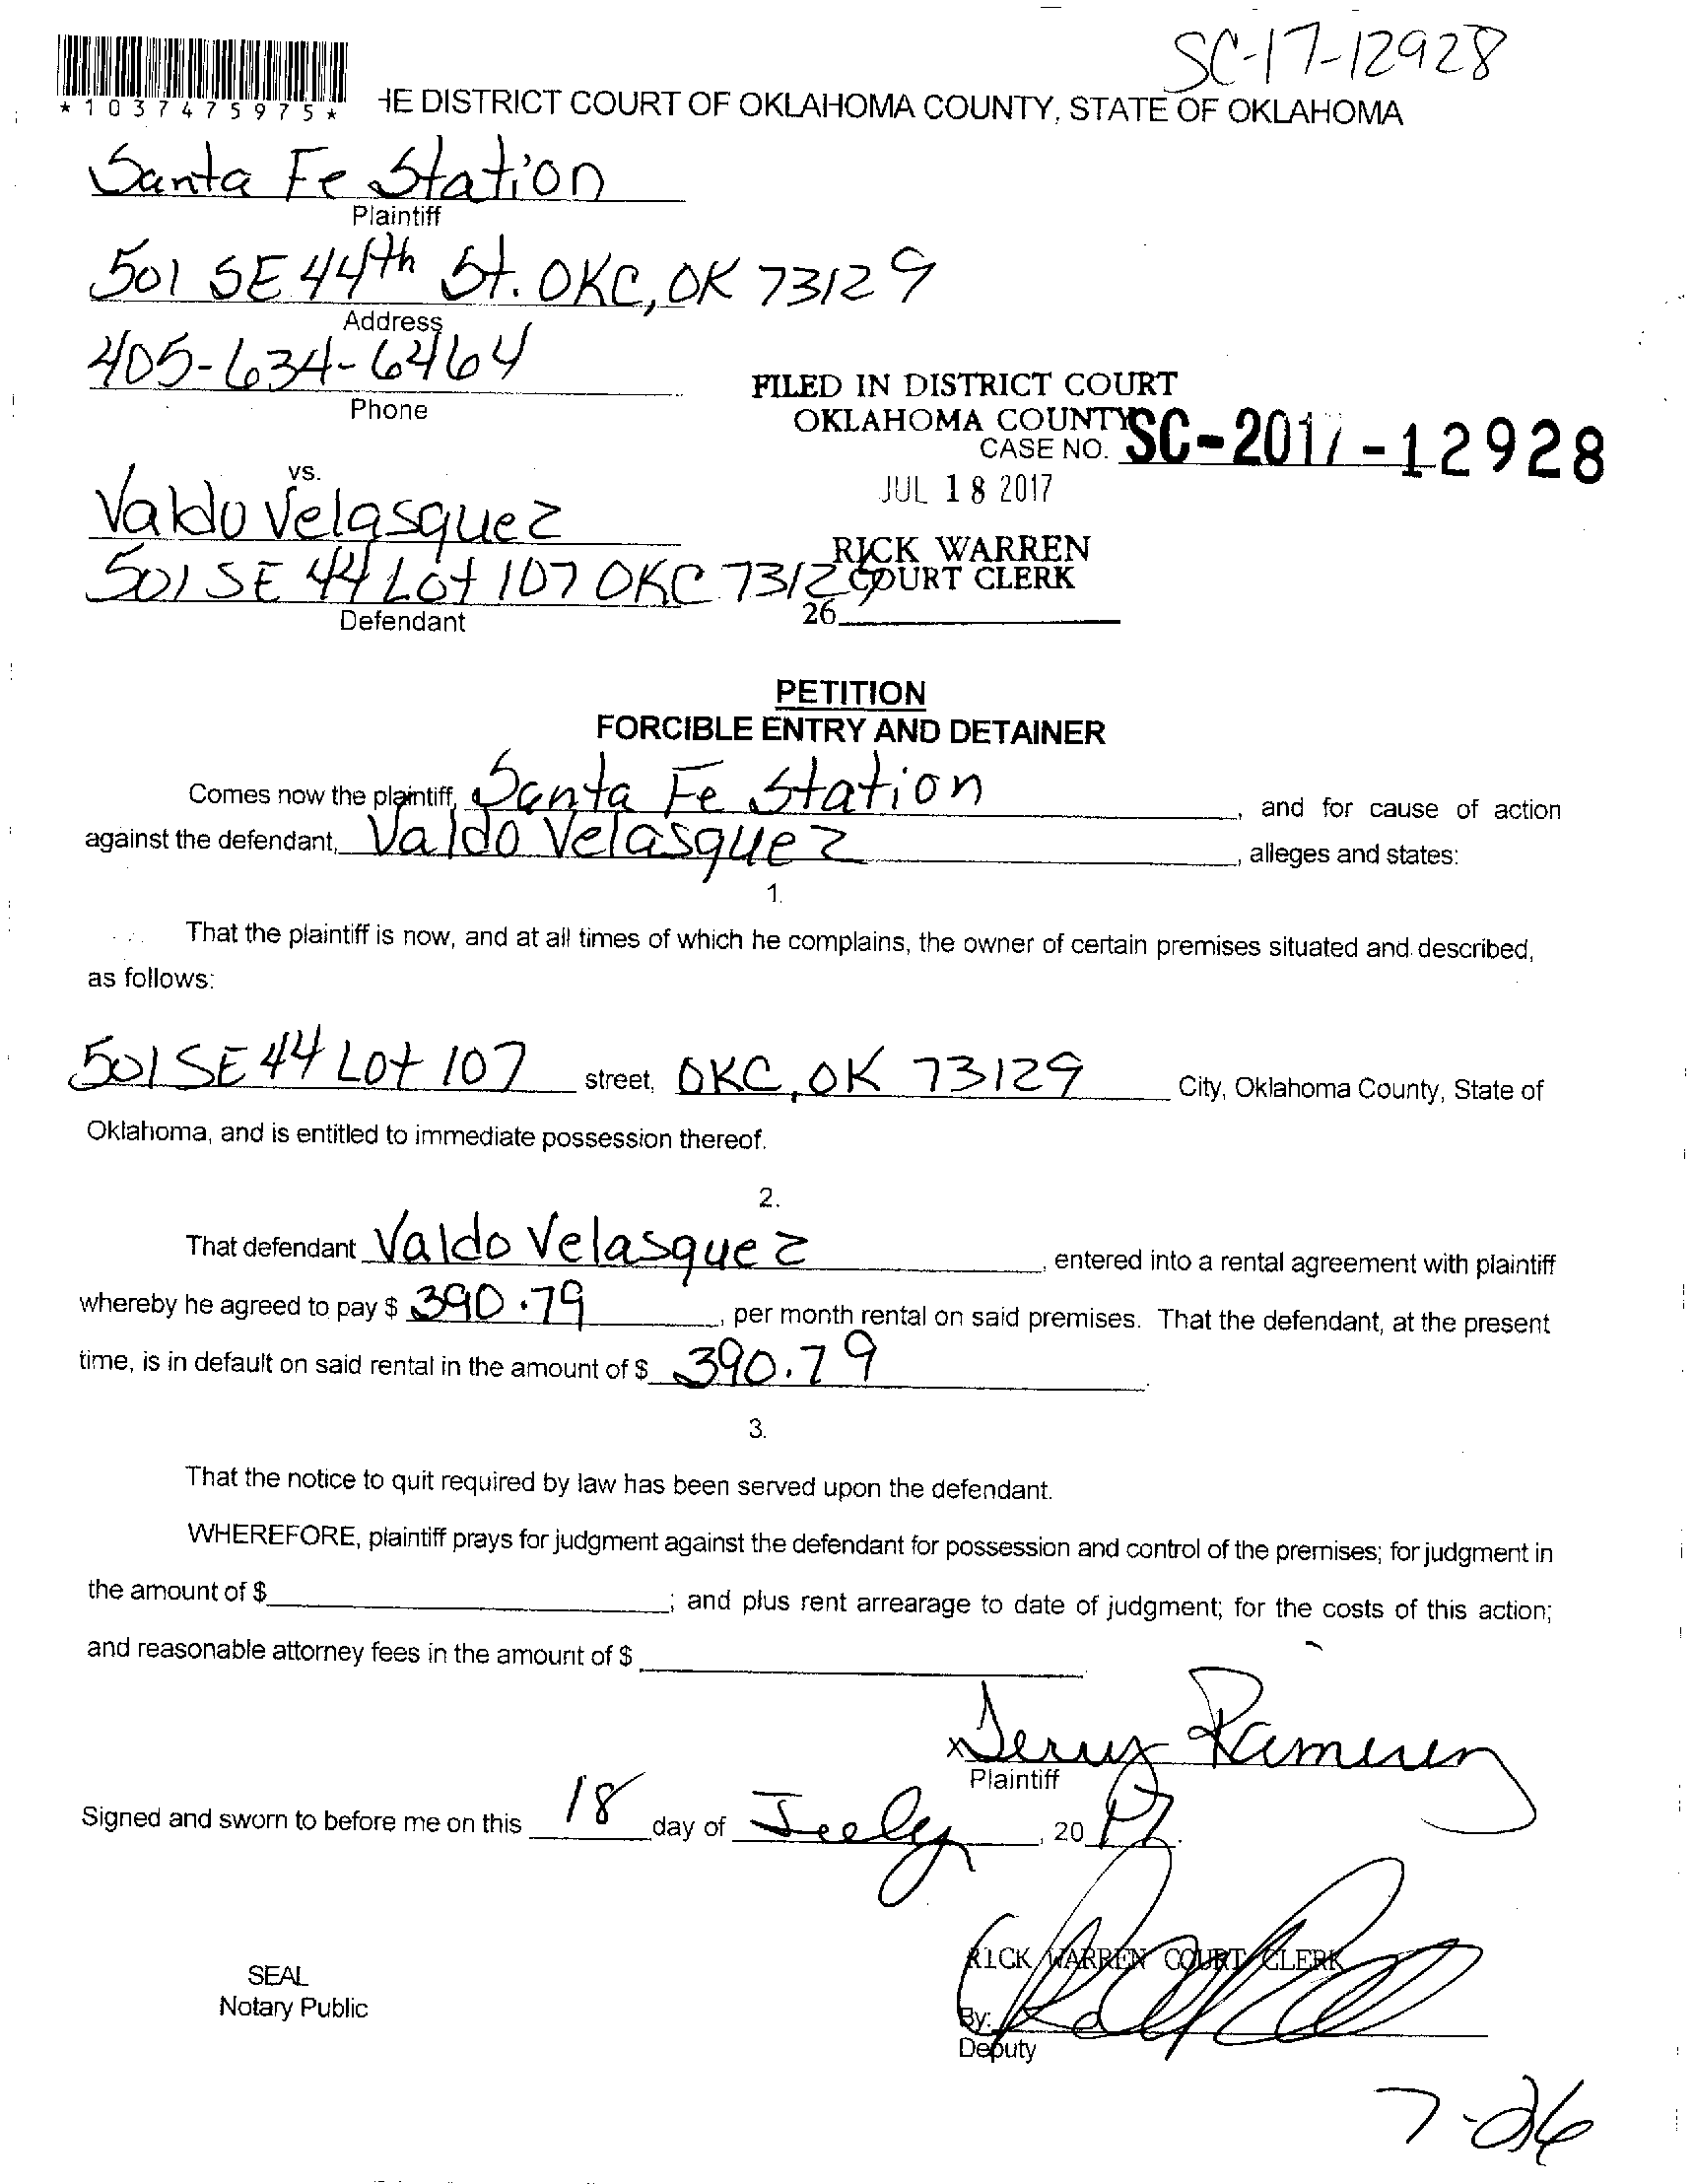 SC-17-12928
*1037475975*
HE DISTRICT COURT OF OKLAHOMA COUNTY, STATE OF OKLAHOMA
Santa Fe Station
Plaintiff
501 SE 44th St. OKC, OK 73129
Address
405-634-6464
Phone
FILED IN DISTRICT COURT
OKLAHOMA COUNTY
CASE NO. SC-2017-12928
JUL 18 2017
vs.
Valdo Velasquez
RICK WARREN
COURT CLERK
501 SE 44 Lot 107 OKC 73129
26
Defendant
PETITION
FORCIBLE ENTRY AND DETAINER
Comes now the plaintiff, Santa Fe Station, and for cause of action
against the defendant, Valdo Velasquez, alleges and states:
1.
That the plaintiff is now, and at all times of which he complains, the owner of certain premises situated and described,
as follows:
501 SE 44 Lot 107 street, OKC, OK 73129 City, Oklahoma County, State of
Oklahoma, and is entitled to immediate possession thereof.
2.
That defendant Valdo Velasquez, entered into a rental agreement with plaintiff
whereby he agreed to pay $ 390.79, per month rental on said premises. That the defendant, at the present
time, is in default on said rental in the amount of $ 390.79
3.
That the notice to quit required by law has been served upon the defendant.
WHEREFORE, plaintiff prays for judgment against the defendant for possession and control of the premises; for judgment in
the amount of $ ; and plus rent arrearage to date of judgment; for the costs of this action;
and reasonable attorney fees in the amount of $
x Ramirez
Plaintiff
Signed and sworn to before me on this 18 day of July, 2017.
RICK WARREN COURT CLERK
SEAL
Notary Public
By:
Deputy
7-26